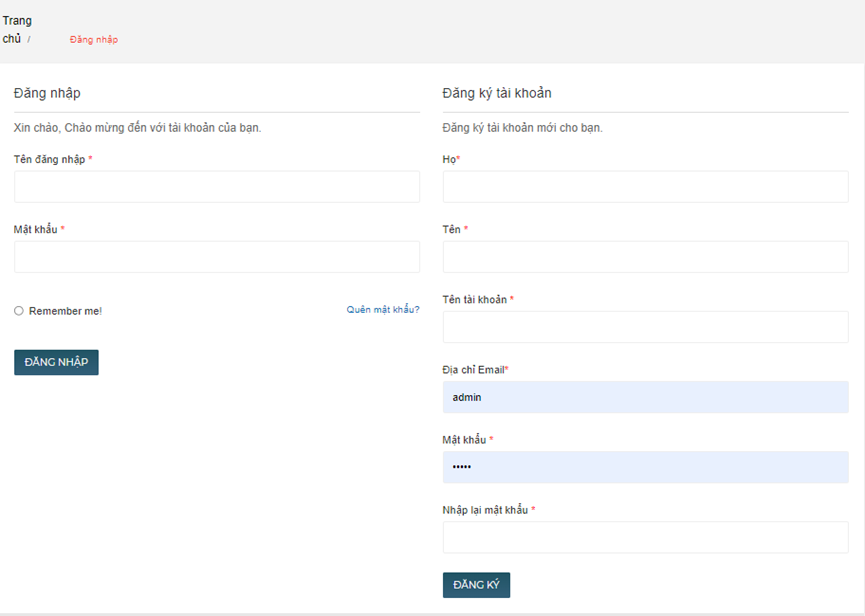 Trang
chủ / Đăng nhập
Đăng nhập
Xin chào, Chào mừng đến với tài khoản của bạn.
Tên đăng nhập *
Mật khẩu *
Remember me!
Quên mật khẩu?
ĐĂNG NHẬP
Đăng ký tài khoản
Đăng ký tài khoản mới cho bạn.
Họ*
Tên *
Tên tài khoản *
Địa chỉ Email*
admin
Mật khẩu *
•••••
Nhập lại mật khẩu *
ĐĂNG KÝ